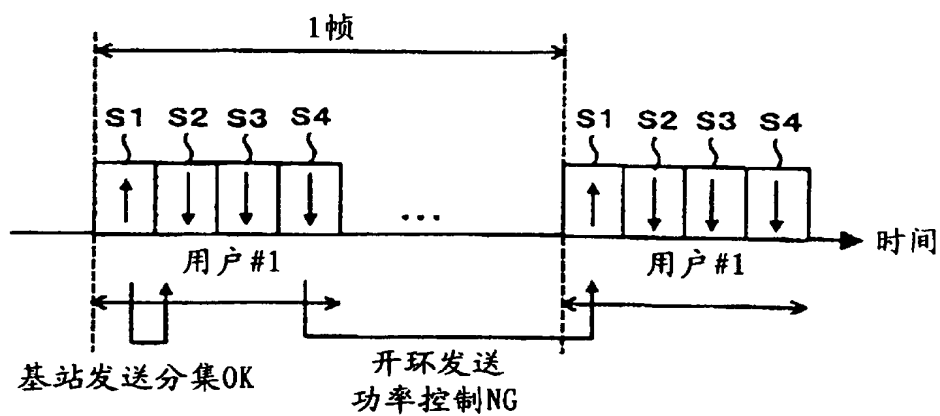 1帧
S1 S2 S3 S4
S1 S2 S3 S4
...
时间
用户#1
用户#1
基站发送分集OK
开环发送
功率控制NG